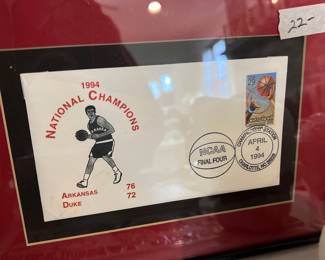 22-
1994
NATIONAL CHAMPIONS
ARKANSAS 76
DUKE 72
NCAA
FINAL FOUR
APRIL
4
1994